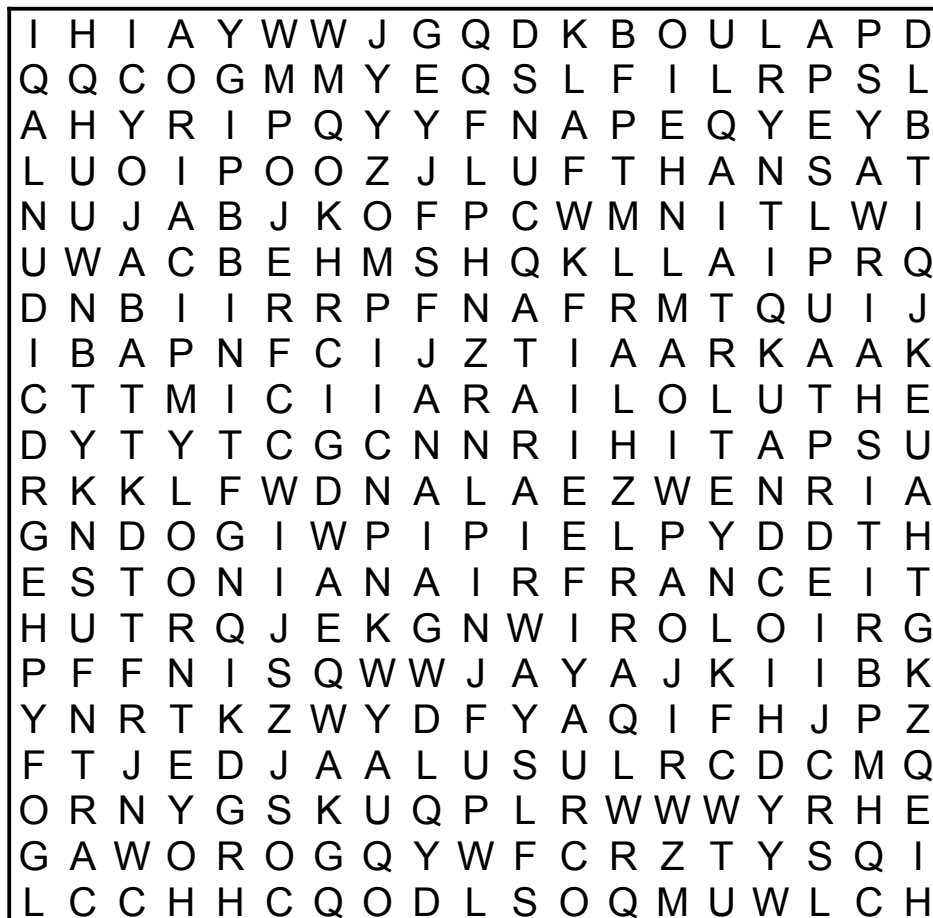 I H I A Y W W J G Q D K B O U L A P D
Q Q C O G M M Y E Q S L F I L R P S L
A H Y R I P Q Y Y F N A P E Q Y E Y B
L U O I P O O Z J L U F T H A N S A T
N U J A B J K O F P C W M N I T L W I
U W A C B E H M S H Q K L L A I P R Q
D N B I I R R P F N A F R M T Q U I J
I B A P N F C I J Z T I A A R K A A K
C T T M I C I I A R A I L O L U T H E
D Y T Y T C G C N N R I H I T A P S U
R K K L F W D N A L A E Z W E N R I A
G N D O G I W P I P I E L P Y D D T H
E S T O N I A N A I R F R A N C E I T
H U T R Q J E K G N W I R O L O I R G
P F F N I S Q W W J A Y A J K I I B K
Y N R T K Z W Y D F Y A Q I F H J P Z
F T J E D J A A L U S U L R C D C M Q
O R N Y G S K U Q P L R W W W Y R H E
G A W O R O G Q Y W F C R Z T Y S Q I
L C C H H C Q O D L S O Q M U W L C H